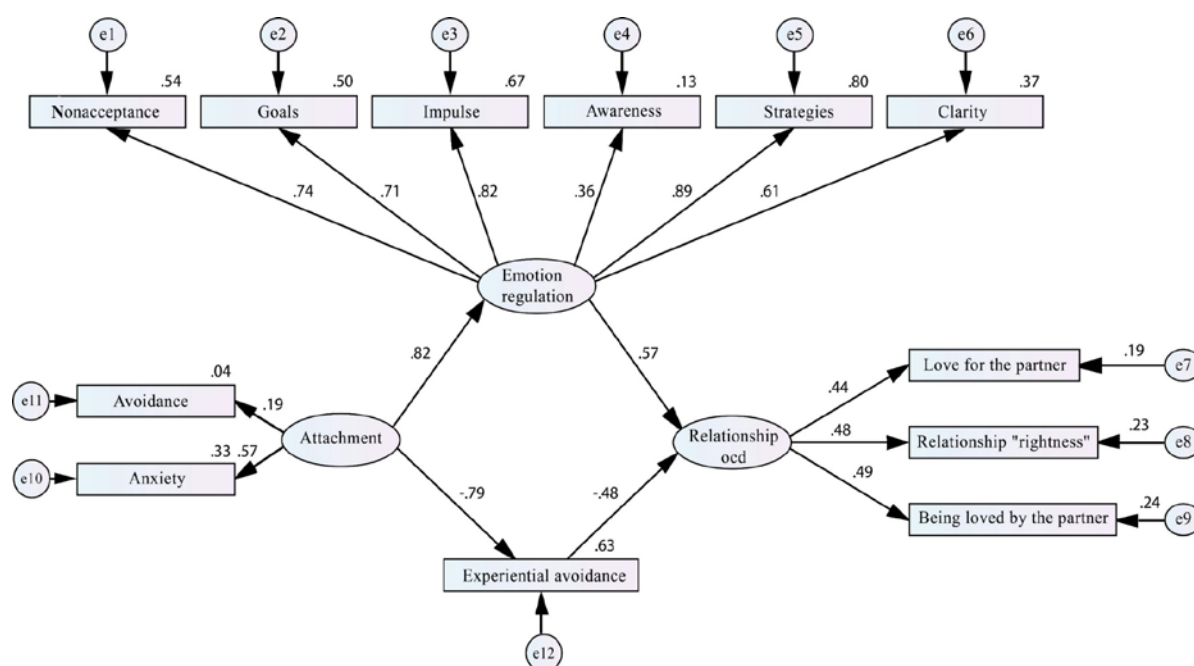 e1 e2 e3 e4 e5 e6
.54 .50 .67 .13 .80 .37
Nonacceptance Goals Impulse Awareness Strategies Clarity
.74 .71 .82 .36 .89 .61
Emotion
regulation
.82 .57
.04
e11 Avoidance
.19
Attachment
.33 .57
e10 Anxiety
Relationship
ocd
.44 Love for the partner .19 e7
.48 Relationship "rightness" .23 e8
.49 Being loved by the partner .24 e9
-.79 -.48
.63
Experiential avoidance
e12